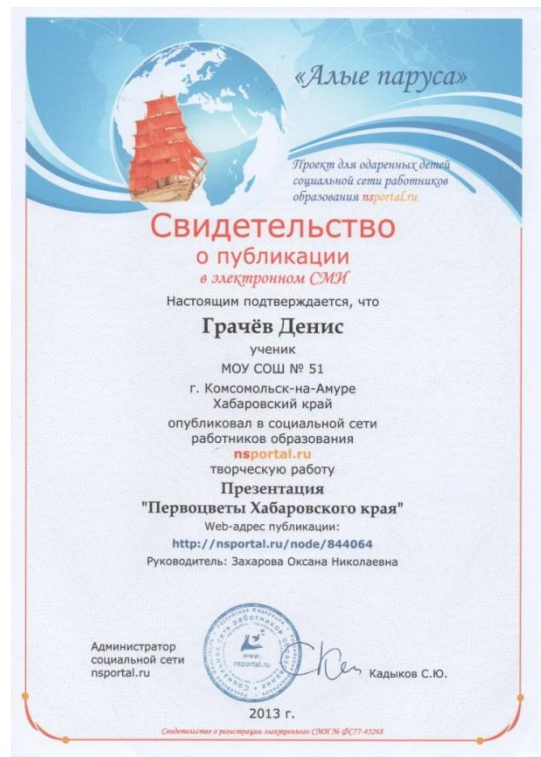 «Алые паруса»
Проект для одаренных детей
социальной сети работников
образования nsportal.ru
Свидетельство
о публикации
в электронном СМИ
Настоящим подтверждается, что
Грачёв Денис
ученик
МОУ СОШ № 51
г. Комсомольск-на-Амуре
Хабаровский край
опубликовал в социальной сети
работников образования
nsportal.ru
творческую работу
Презентация
"Первоцветы Хабаровского края"
Web-адрес публикации:
http://nsportal.ru/node/844064
Руководитель: Захарова Оксана Николаевна
Администратор
социальной сети
nsportal.ru
www.
nsportal.ru
Кадыков С.Ю.
2013 г.
Свидетельство о регистрации электронного СМИ № ФС77-43268